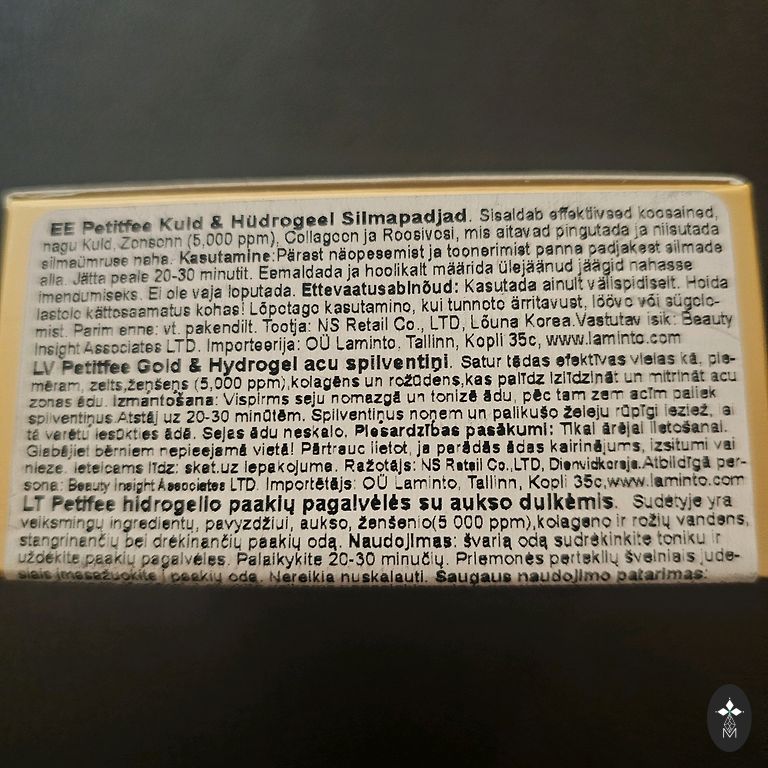 EE Petitfee Kuld & Hüdrogeel Silmapadjad. Sisaldab effektiivsed koosained,
nagu Kuld, Zensenn (5,000 ppm), Collageen ja Roosivesi, mis aitavad pingutada ja niisutada
silmaümruse naha. Kasutamine:Pärast näopesemist ja toonerimist panna padjakest silmade
alla. Jätta peale 20-30 minutit. Eemaldada ja hoolikalt määrida ülejäänud jäägid nahasse
imendumiseks. Ei ole vaja loputada. Ettevaatusabinõud: Kasutada ainult välispidiselt. Hoida
lastele kättesaamatus kohas! Lõpetage kasutamine, kui tunnete ärritavust, lööve või sügele-
mist. Parim enne: vt. pakendilt. Tootja: NS Retail Co., LTD, Lõuna Korea.Vastutav isik: Beauty
Insight Associates LTD. Importeerija: OÜ Laminto. Tallinn, Kopli 35c, www.laminto.com
LV Petitfee Gold & Hydrogel acu spilventiņi. Satur tādas efektīvas vielas kā, pie-
mēram, zelts,žeņšeņs (5,000 ppm),kolagēns un rožūdens,kas palīdz izlīdzināt un mitrināt acu
zonas ādu. Izmantošana: Vispirms seju nomazgā un tonizē ādu, pēc tam zem acīm paliek
spilventiņus.Atstāj uz 20-30 minūtēm. Spilventiņus noņem un palikušo želeju rūpīgi iezież, lai
tā varētu iesūkties ādā. Sejas ādu neskalo. Piesardzības pasākumi: Tikai ārējai lietošanai.
Glabājiet bērniem nepieejamā vietā! Pārtrauc lietot, ja parādās ādas kairinājums, izsitumi vai
nieze. Ieteicams līdz: skat.uz iepakojuma. Ražotājs: NS Retail Co.,LTD, Dienvidkoreja.Atbildīgā per-
sona: Beauty Insight Associates LTD. Importētājs: OÜ Laminto, Tallinn, Kopli 35c,www.laminto.com
LT Petifee hidrogelio paakių pagalvėlės su aukso dulkėmis. Sudėtyje yra
veiksmingų ingredientų, pavyzdžiui, aukso, ženšenio(5 000 ppm),kolageno ir rožių vandens,
stangrinančių bei drėkinančių paakių odą. Naudojimas: švarią odą sudrėkinkite toniku ir
uždėkite paakių pagalvėles. Palaikykite 20-30 minučių. Priemonės perteklių švelniais jude-
siais įmasažuokite į paakių odą. Nereikia nuskalauti. Saugaus naudojimo patarimas:
M